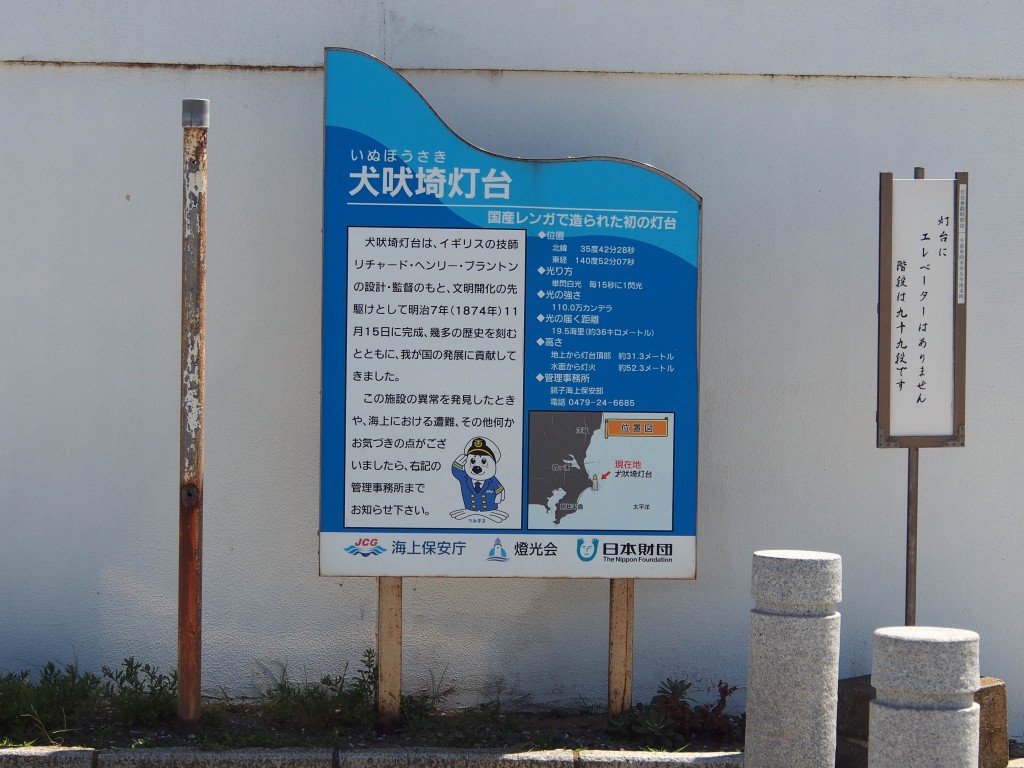 いぬぼうさき
犬吠埼灯台
国産レンガで造られた初の灯台
犬吠埼灯台は、イギリスの技師
リチャード・ヘンリー・ブラントン
の設計・監督のもと、文明開化の先
駆けとして明治7年(1874年)11
月15日に完成、幾多の歴史を刻む
とともに、我が国の発展に貢献して
きました。
この施設の異常を発見したとき
や、海上における遭難、その他何か
お気づきの点がござ
いましたら、右記の
管理事務所まで
お知らせ下さい。
◆位置
北緯 35度42分28秒
東経 140度52分07秒
◆光り方
単閃白光 毎15秒に1閃光
◆光の強さ
110.0万カンデラ
◆光の届く距離
19.5海里(約36キロメートル)
◆高さ
地上から灯台頂部 約31.3メートル
水面から灯火 約52.3メートル
◆管理事務所
銚子海上保安部
電話 0479-24-6685
位置図
茨城
現在地
犬吠埼灯台
太平洋
JCG 海上保安庁
燈光会
日本財団
The Nippon Foundation
灯台に
エレベーターはありません
階段は九十九段です